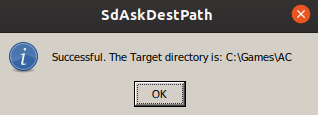 SdAskDestPath
Successful. The Target directory is: C:\Games\AC
OK